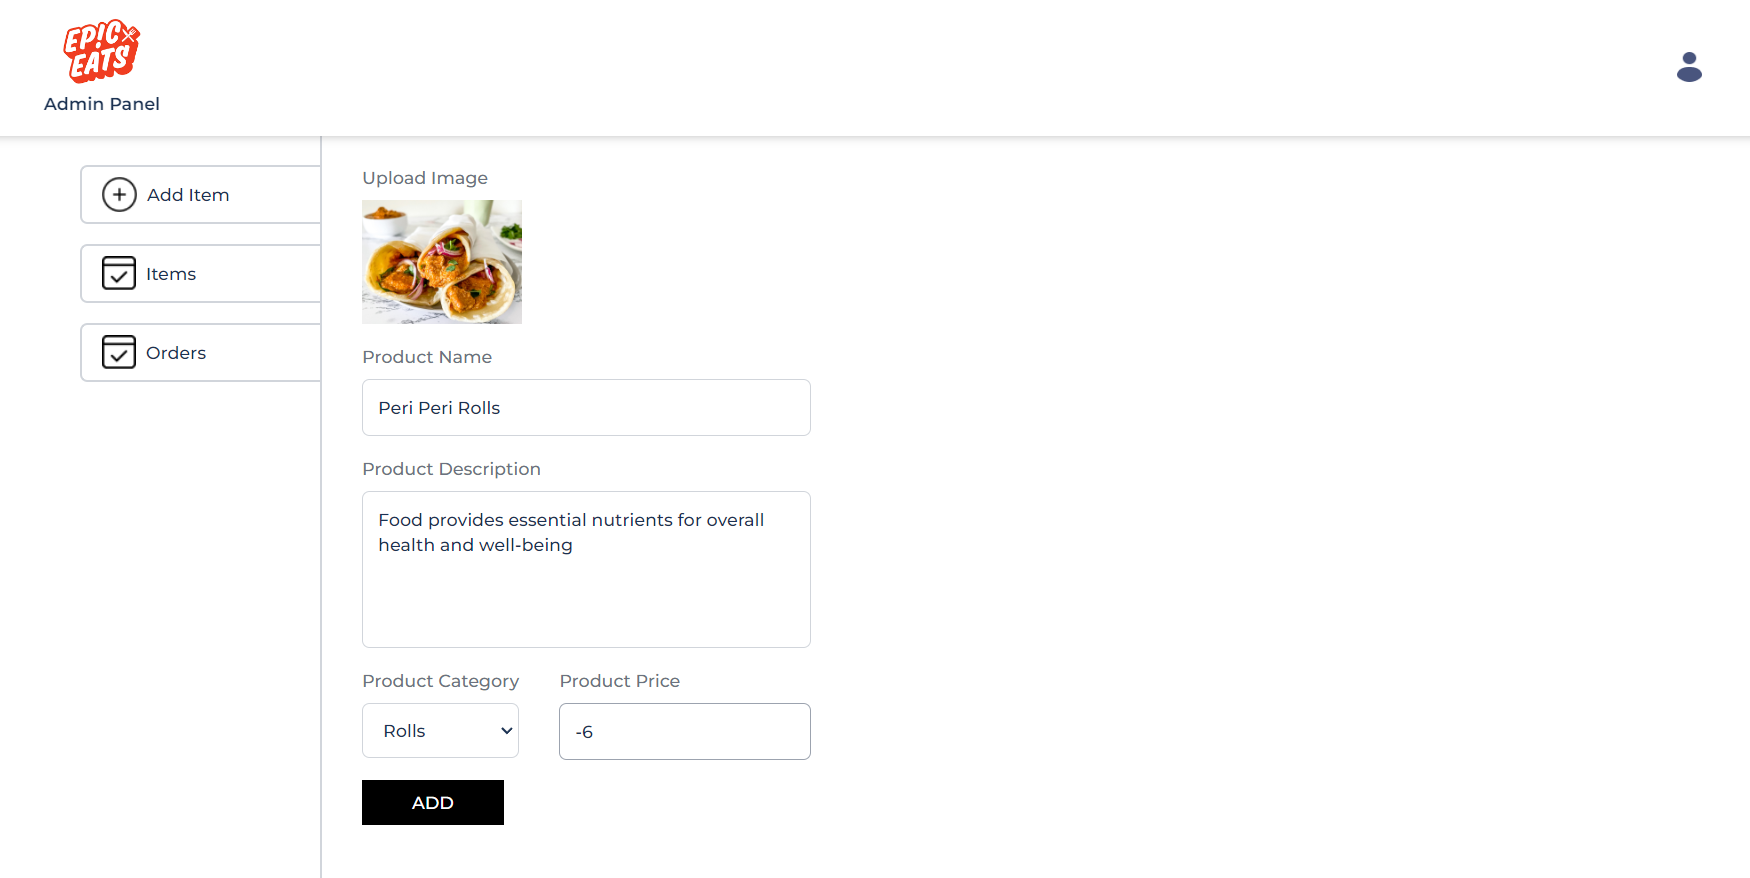 EPIC
EATS
Admin Panel
Add Item
Items
Orders
Upload Image
Product Name
Peri Peri Rolls
Product Description
Food provides essential nutrients for overall
health and well-being
Product Category
Product Price
Rolls
-6
ADD